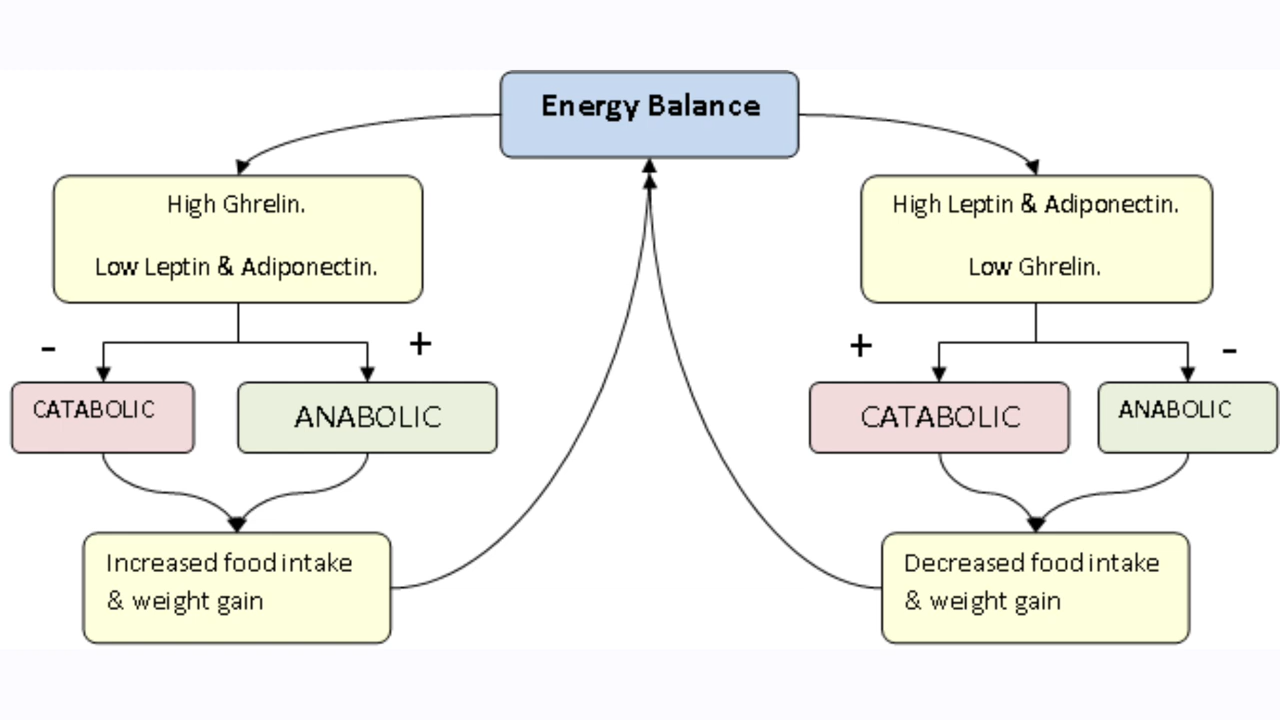 Energy Balance
High Ghrelin.
Low Leptin & Adiponectin.
High Leptin & Adiponectin.
Low Ghrelin.
-
+
+
-
CATABOLIC
ANABOLIC
CATABOLIC
ANABOLIC
Increased food intake
& weight gain
Decreased food intake
& weight gain